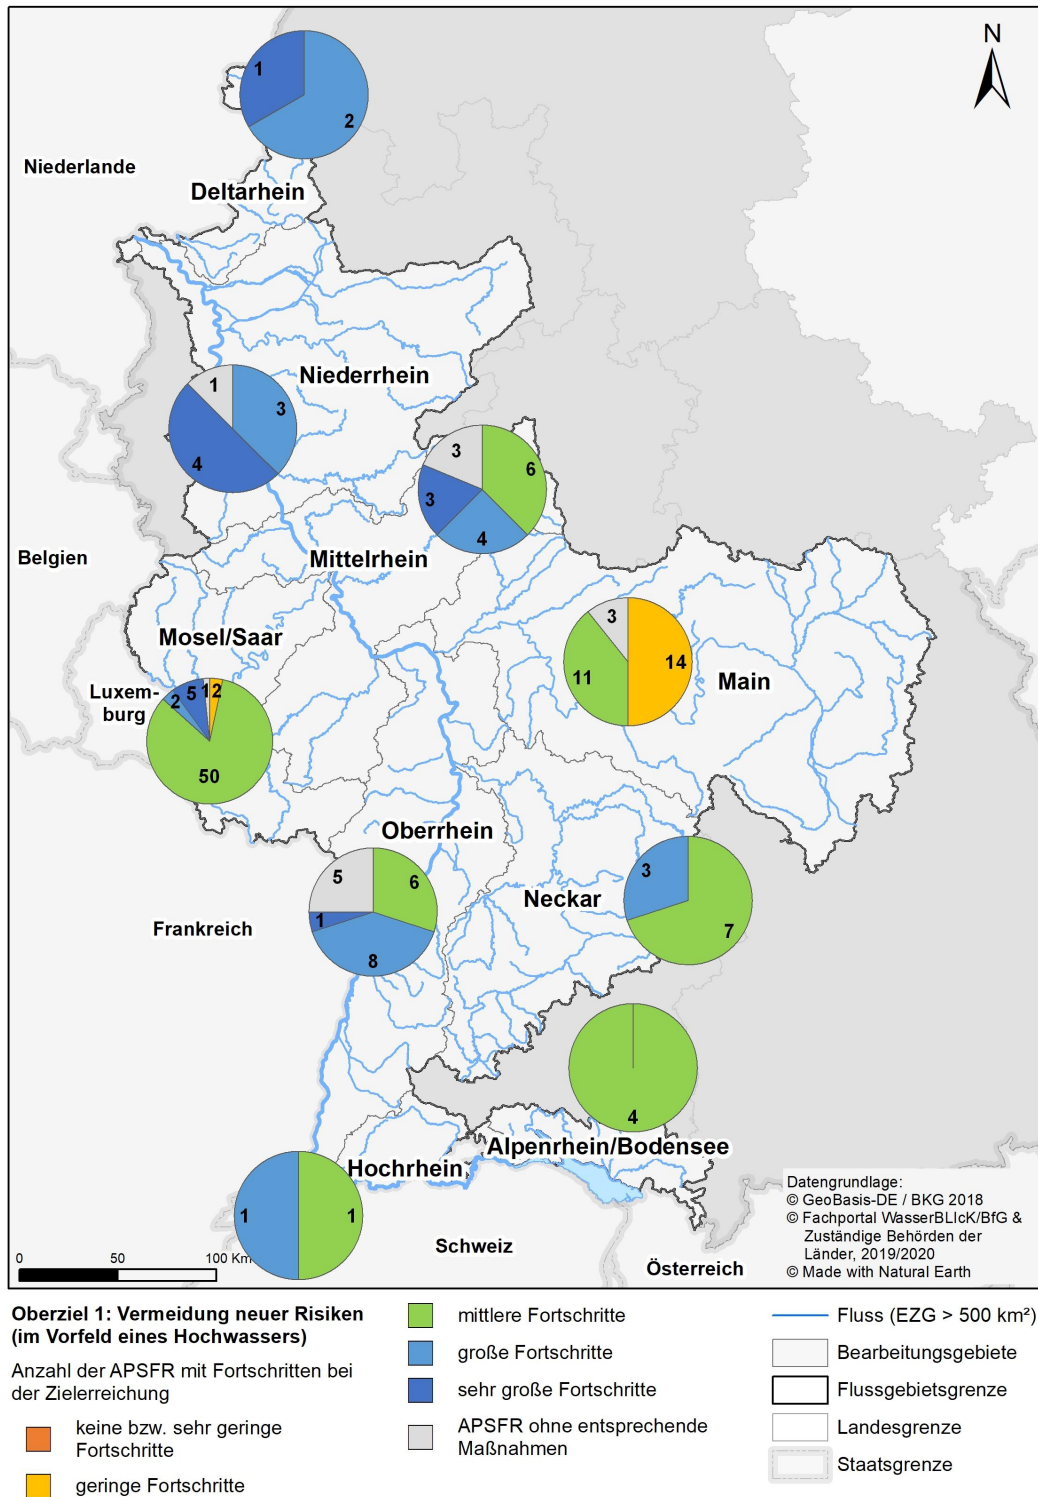 N
1
2
Niederlande
Deltarhein
Niederrhein
1
3
4
3
6
3
4
Belgien
Mittelrhein
Mosel/Saar
3
11
14
Main
Luxem-
burg
2
5
1
2
50
Oberrhein
5
6
1
8
Frankreich
Neckar
3
7
4
Alpenrhein/Bodensee
Hochrhein
1
1
Schweiz
Österreich
0 50 100 Km
Datengrundlage:
© GeoBasis-DE / BKG 2018
© Fachportal WasserBLIcK/BfG &
Zuständige Behörden der
Länder, 2019/2020
© Made with Natural Earth
Oberziel 1: Vermeidung neuer Risiken
(im Vorfeld eines Hochwassers)
Anzahl der APSFR mit Fortschritten bei
der Zielerreichung
keine bzw. sehr geringe
Fortschritte
geringe Fortschritte
mittlere Fortschritte
große Fortschritte
sehr große Fortschritte
APSFR ohne entsprechende
Maßnahmen
Fluss (EZG > 500 km²)
Bearbeitungsgebiete
Flussgebietsgrenze
Landesgrenze
Staatsgrenze